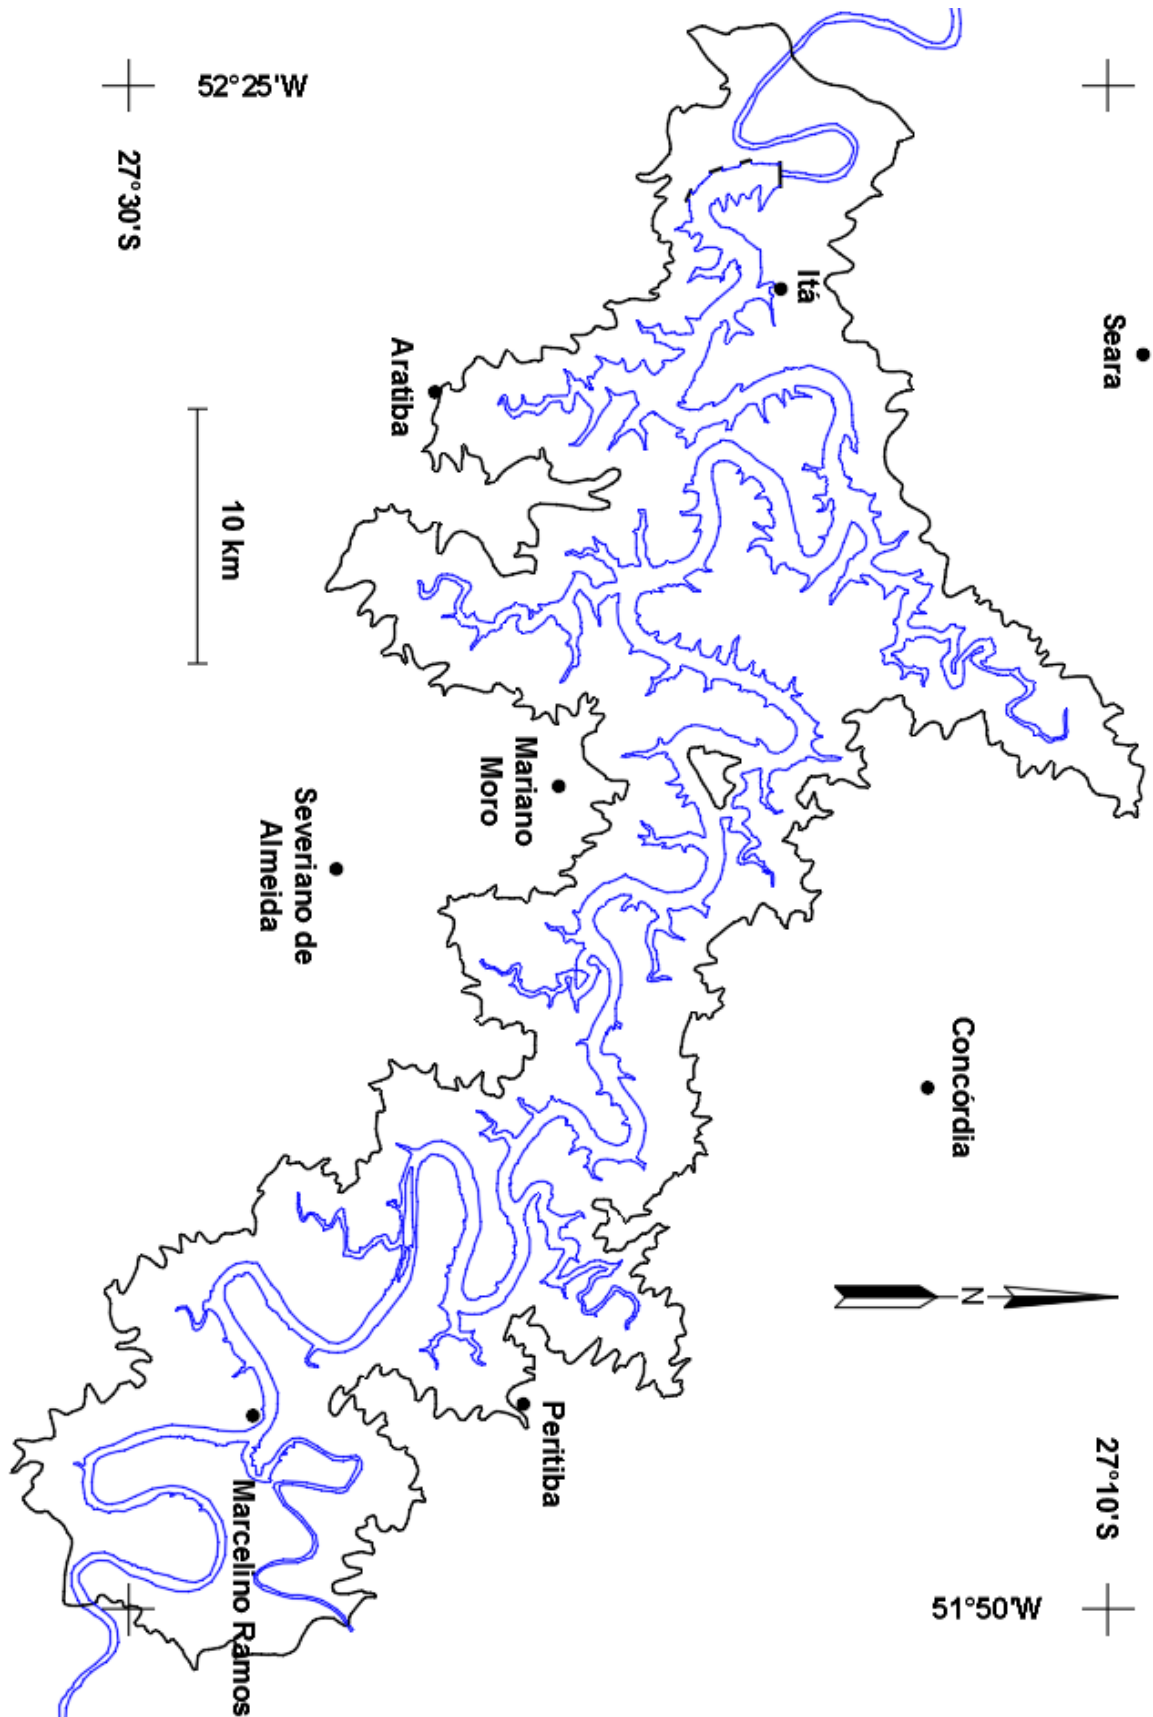 52°25'W
27°30'S
Itá
Seara
Aratiba
10 km
Mariano
Moro
Severiano de
Almeida
Concórdia
N
Peritiba
Marcelino Ramos
27°10'S
51°50'W